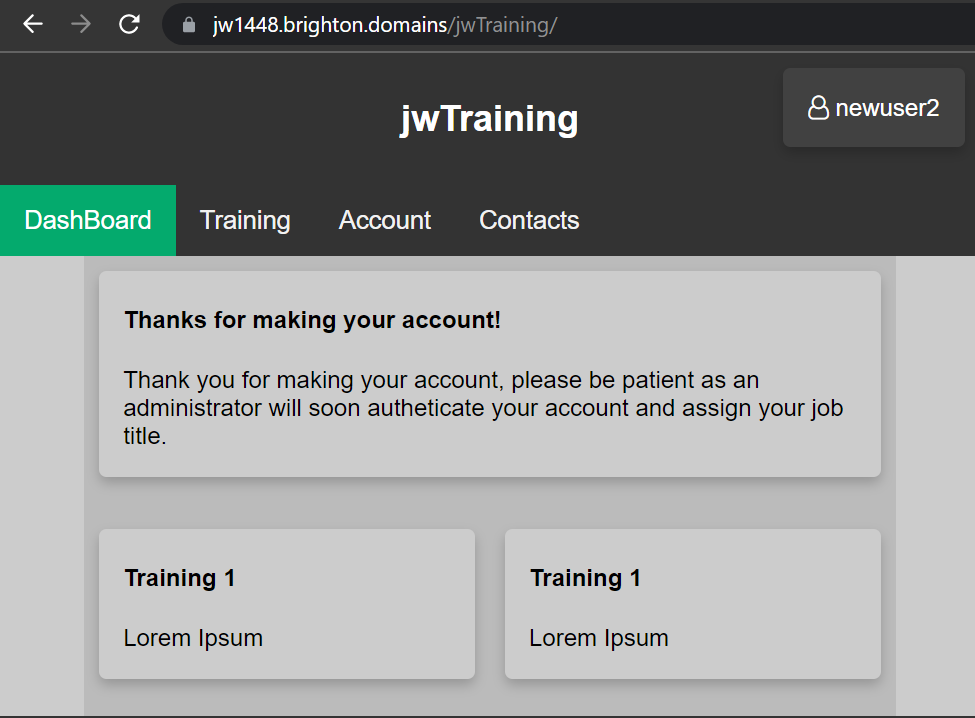 jw1448.brighton.domains/jwTraining/
jwTraining
newuser2
DashBoard Training Account Contacts
Thanks for making your account!
Thank you for making your account, please be patient as an
administrator will soon autheticate your account and assign your job
title.
Training 1
Lorem Ipsum
Training 1
Lorem Ipsum